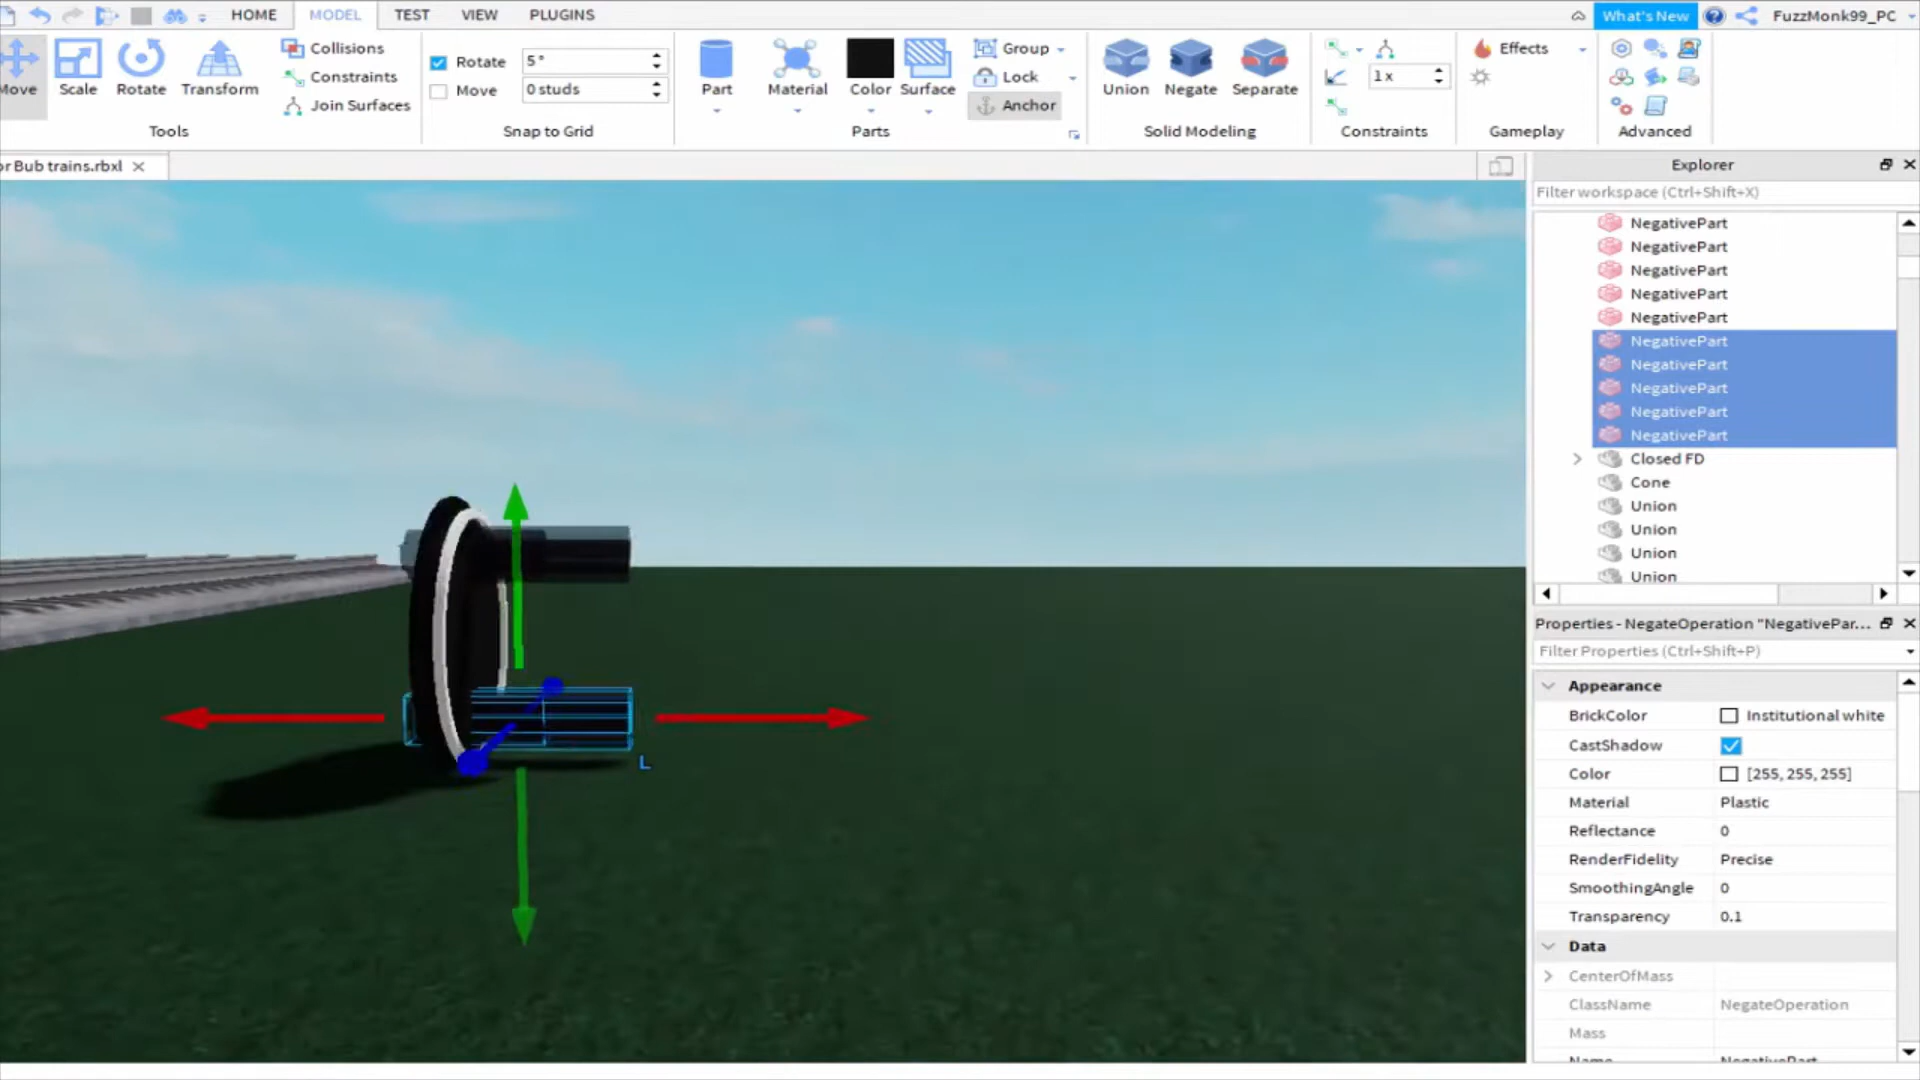 HOME MODEL TEST VIEW PLUGINS What's New FuzzMonk99_PC
Move Scale Rotate Transform
Collisions
Constraints
Join Surfaces
Tools
Rotate 5°
Move 0 studs
Snap to Grid
Part Material Color Surface
Group
Lock
Anchor
Parts
Union Negate Separate
Solid Modeling
1 x
Constraints
Effects
Gameplay
Advanced
or Bub trains.rbxl
Explorer
Filter workspace (Ctrl+Shift+X)
NegativePart
NegativePart
NegativePart
NegativePart
NegativePart
NegativePart
NegativePart
NegativePart
NegativePart
NegativePart
Closed FD
Cone
Union
Union
Union
Union
L
Properties - NegateOperation "NegativePar...
Filter Properties (Ctrl+Shift+P)
Appearance
BrickColor Institutional white
CastShadow
Color [255, 255, 255]
Material Plastic
Reflectance 0
RenderFidelity Precise
SmoothingAngle 0
Transparency 0.1
Data
CenterOfMass
ClassName NegateOperation
Mass
Name NegativePart